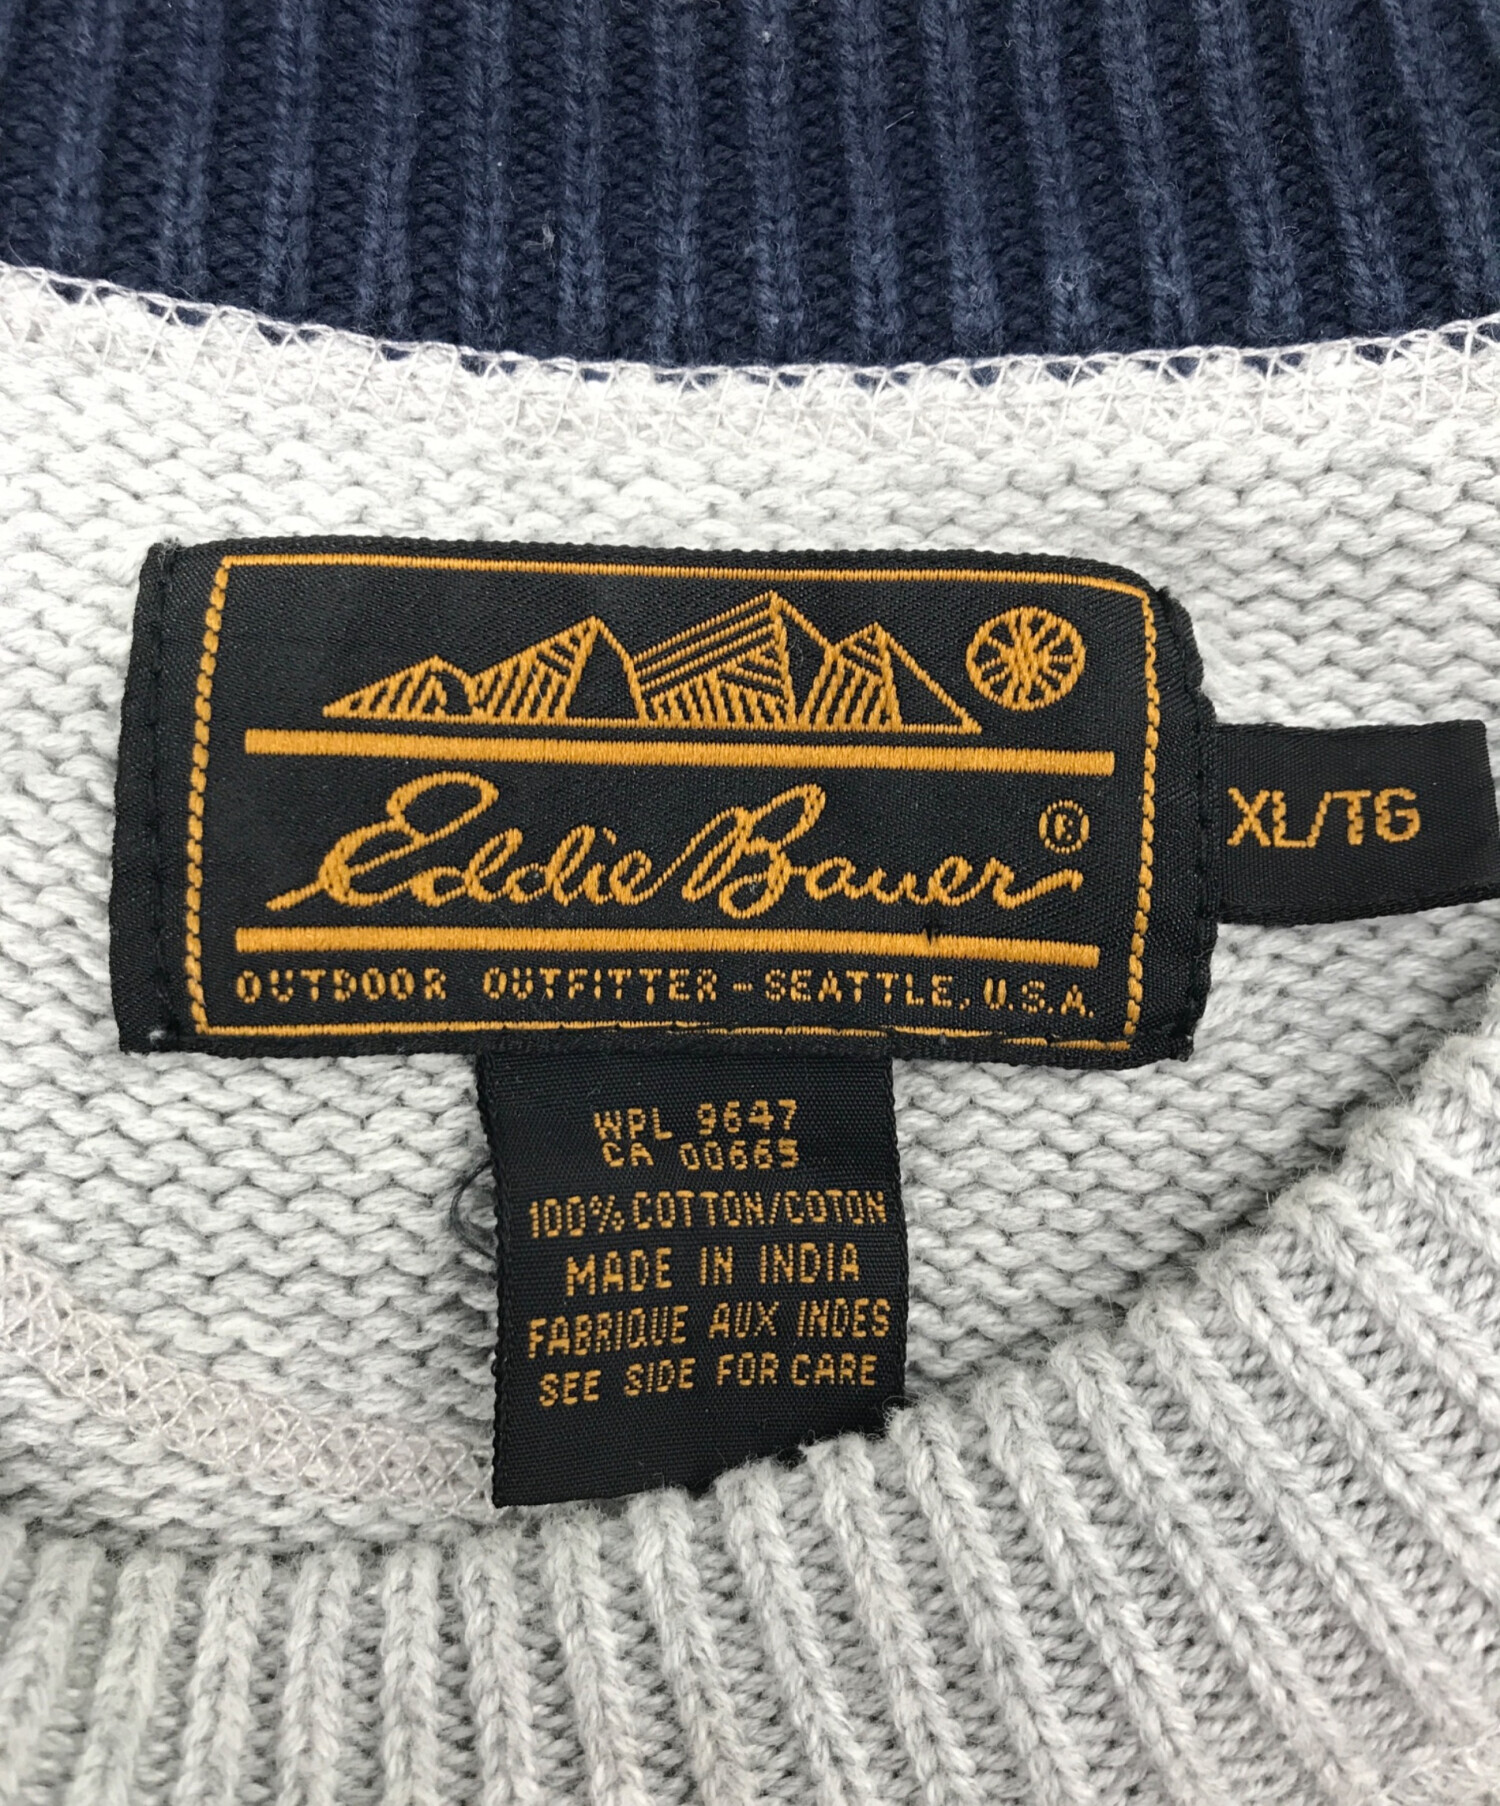 Eddie Bauer®
XL/TG
OUTDOOR OUTFITTER - SEATTLE, U.S.A.
WPL 9647
CA 00665
100% COTTON/COTON
MADE IN INDIA
FABRIQUE AUX INDES
SEE SIDE FOR CARE